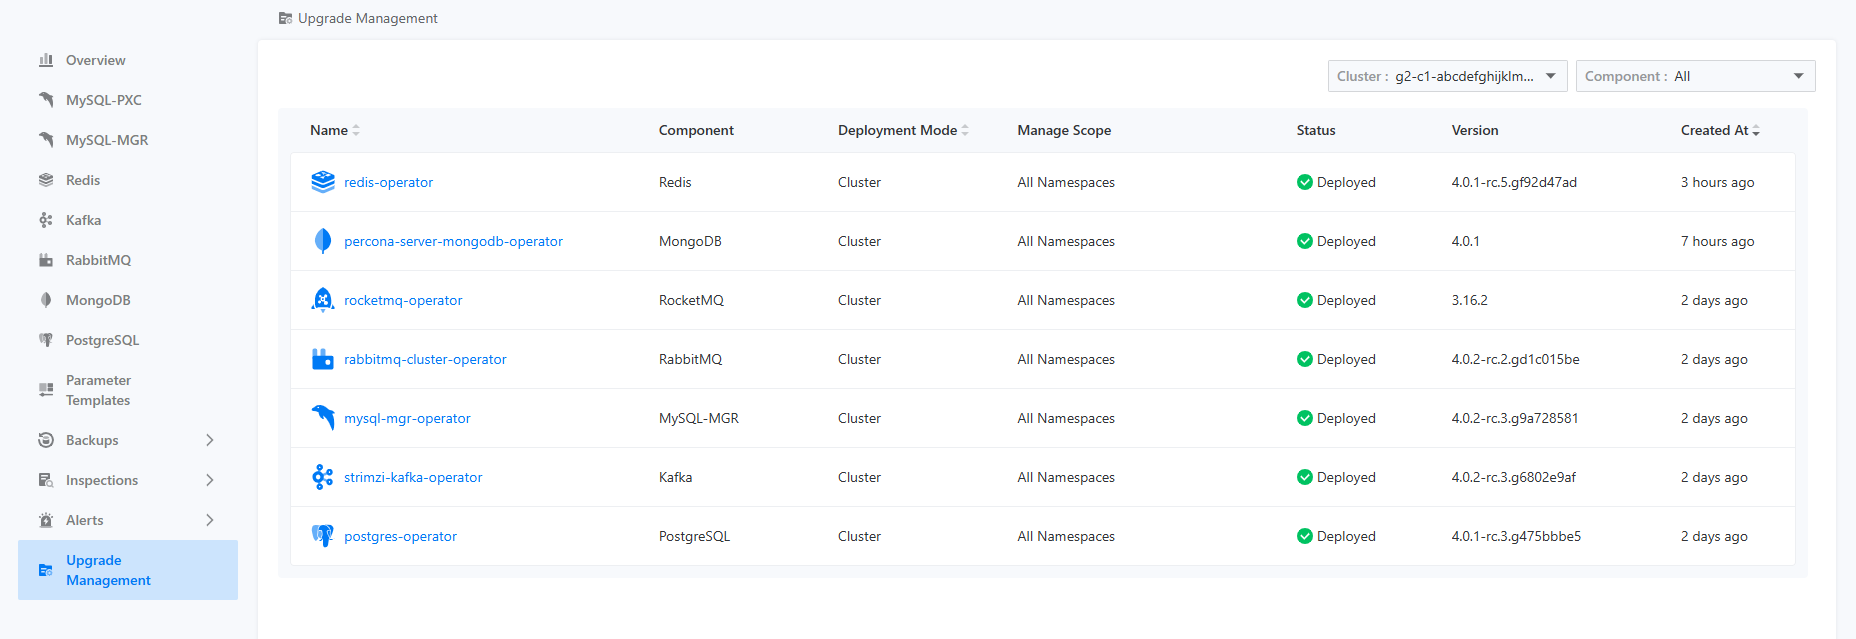 Upgrade Management
Overview
MySQL-PXC
MySQL-MGR
Redis
Kafka
RabbitMQ
MongoDB
PostgreSQL
Parameter
Templates
Backups
Inspections
Alerts
Upgrade
Management
Cluster : g2-c1-abcdefghijklm... Component : All
Name Component Deployment Mode Manage Scope Status Version Created At
redis-operator Redis Cluster All Namespaces Deployed 4.0.1-rc.5.gf92d47ad 3 hours ago
percona-server-mongodb-operator MongoDB Cluster All Namespaces Deployed 4.0.1 7 hours ago
rocketmq-operator RocketMQ Cluster All Namespaces Deployed 3.16.2 2 days ago
rabbitmq-cluster-operator RabbitMQ Cluster All Namespaces Deployed 4.0.2-rc.2.gd1c015be 2 days ago
mysql-mgr-operator MySQL-MGR Cluster All Namespaces Deployed 4.0.2-rc.3.g9a728581 2 days ago
strimzi-kafka-operator Kafka Cluster All Namespaces Deployed 4.0.2-rc.3.g6802e9af 2 days ago
postgres-operator PostgreSQL Cluster All Namespaces Deployed 4.0.1-rc.3.g475bbbe5 2 days ago